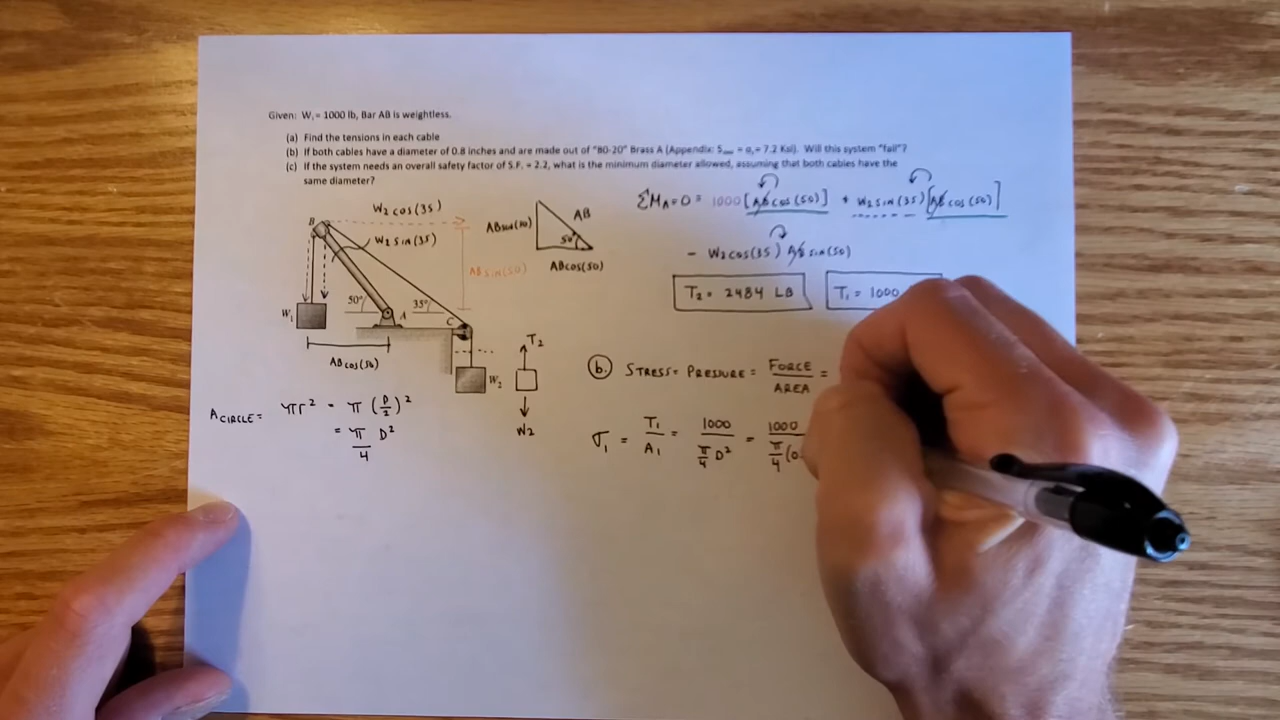 Given: W₁ = 1000 lb, Bar AB is weightless.
(a) Find the tensions in each cable
(b) If both cables have a diameter of 0.8 inches and are made out of "80-20" Brass A (Appendix: = σ = 7.2 Ksi). Will this system "fail"?
(c) If the system needs an overall safety factor of S.F. = 2.2, what is the minimum diameter allowed, assuming that both cables have the
same diameter?
ΣM_A = 0 = 1000[AB cos(50)] + W₂ sin(35)[AB cos(50)]
- W₂cos(35) AB sin(50)
T₂ = 2484 LB
T₁ = 1000
W₂ cos(35)
B
W₂ sin(35)
AB sin(50)
AB
50°
ABcos(50)
AB sin(50)
50°
A
35°
C
W₁
AB cos(50)
W₂
T₂
W₂
A CIRCLE = πr² = π (D/2)²
= π/4 D²
b. STRESS = PRESSURE = FORCE/AREA =
σ₁ = T₁/A₁ = 1000/(π/4 D²) = 1000/(π/4 (0.